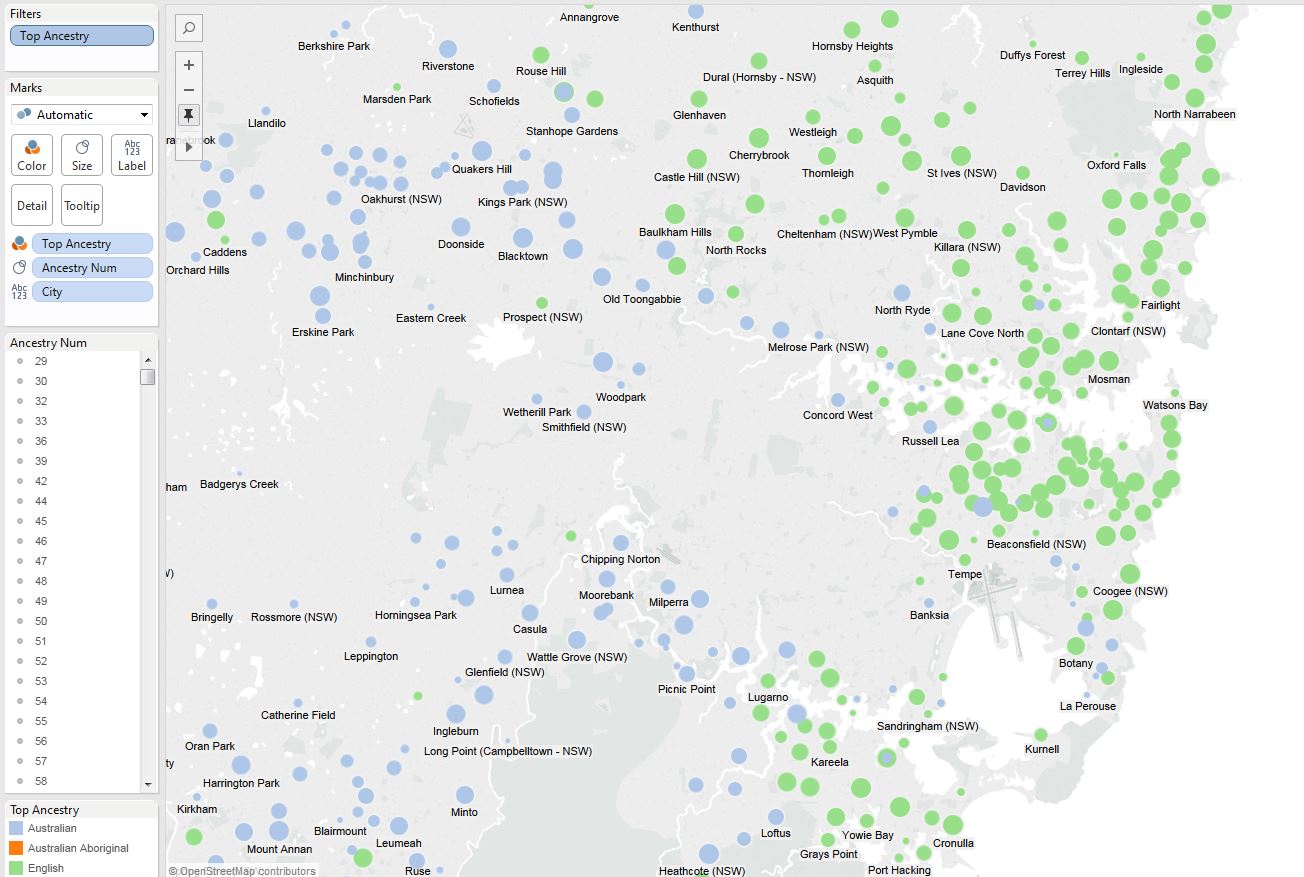 Filters
Top Ancestry
Marks
Automatic
Color
Size
Abc
123
Label
Detail
Tooltip
Top Ancestry
Ancestry Num
Abc
123
City
Ancestry Num
29
30
32
33
36
39
42
44
45
46
47
48
49
50
51
52
53
54
55
56
57
58
Top Ancestry
Australian
Australian Aboriginal
English
Annangrove
Kenthurst
Berkshire Park
Hornsby Heights
Duffys Forest
Riverstone
Rouse Hill
Dural (Hornsby - NSW)
Asquith
Terrey Hills
Ingleside
Marsden Park
Schofields
Glenhaven
North Narrabeen
Llandilo
Stanhope Gardens
Westleigh
ranebrook
Cherrybrook
Oxford Falls
Quakers Hill
Castle Hill (NSW)
Thornleigh
St Ives (NSW)
Davidson
Oakhurst (NSW)
Kings Park (NSW)
Baulkham Hills
Cheltenham (NSW)
West Pymble
Doonside
Killara (NSW)
Caddens
Blacktown
North Rocks
Orchard Hills
Minchinbury
Old Toongabbie
Fairlight
North Ryde
Eastern Creek
Prospect (NSW)
Erskine Park
Lane Cove North
Clontarf (NSW)
Melrose Park (NSW)
Mosman
Woodpark
Watsons Bay
Wetherill Park
Concord West
Smithfield (NSW)
Russell Lea
ham
Badgerys Creek
Beaconsfield (NSW)
Chipping Norton
V)
Tempe
Lurnea
Moorebank
Coogee (NSW)
Milperra
Bringelly
Rossmore (NSW)
Horningsea Park
Banksia
Casula
Leppington
Wattle Grove (NSW)
Botany
Glenfield (NSW)
Picnic Point
Lugarno
La Perouse
Catherine Field
Ingleburn
Sandringham (NSW)
Oran Park
Long Point (Campbelltown - NSW)
Kurnell
ty
Kareela
Harrington Park
Kirkham
Minto
Blairmount
Loftus
Yowie Bay
Mount Annan
Leumeah
Cronulla
Grays Point
Ruse
Heathcote (NSW)
Port Hacking
© OpenStreetMap contributors